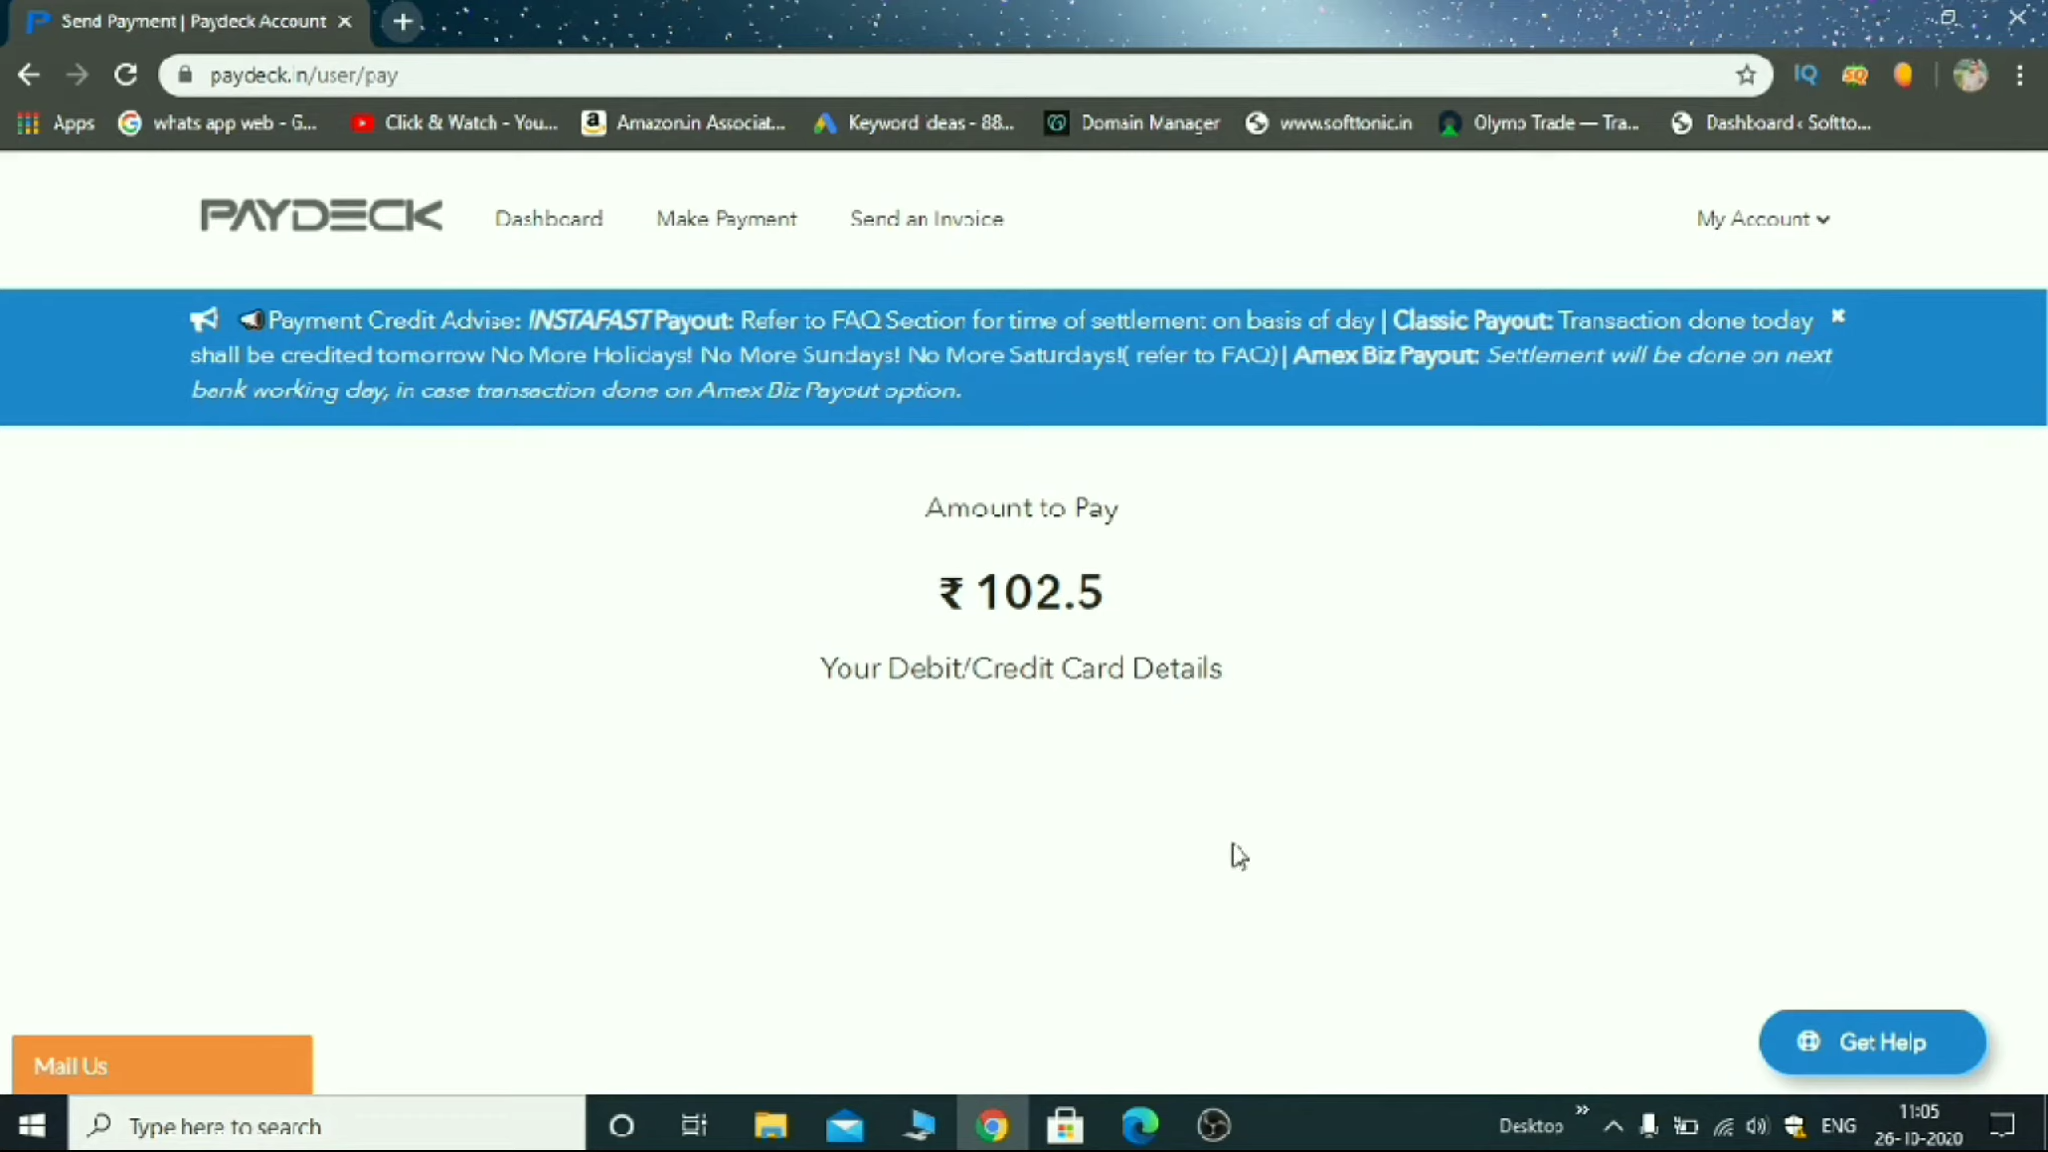 Send Payment | Paydeck Account
paydeck.in/user/pay
IQ
SQ
Apps
whats app web - G...
Click & Watch - You...
Amazon.in Associat...
Keyword ideas - 88...
Domain Manager
www.softtonic.in
Olymp Trade — Tra...
Dashboard ‹ Softto...
PAYDECK
Dashboard
Make Payment
Send an Invoice
My Account
Payment Credit Advise: INSTAFAST Payout: Refer to FAQ Section for time of settlement on basis of day | Classic Payout: Transaction done today
shall be credited tomorrow No More Holidays! No More Sundays! No More Saturdays!( refer to FAQ)| Amex Biz Payout: Settlement will be done on next
bank working day, in case transaction done on Amex Biz Payout option.
Amount to Pay
₹ 102.5
Your Debit/Credit Card Details
Get Help
Mail Us
Type here to search
Desktop
ENG
11:05
26-10-2020